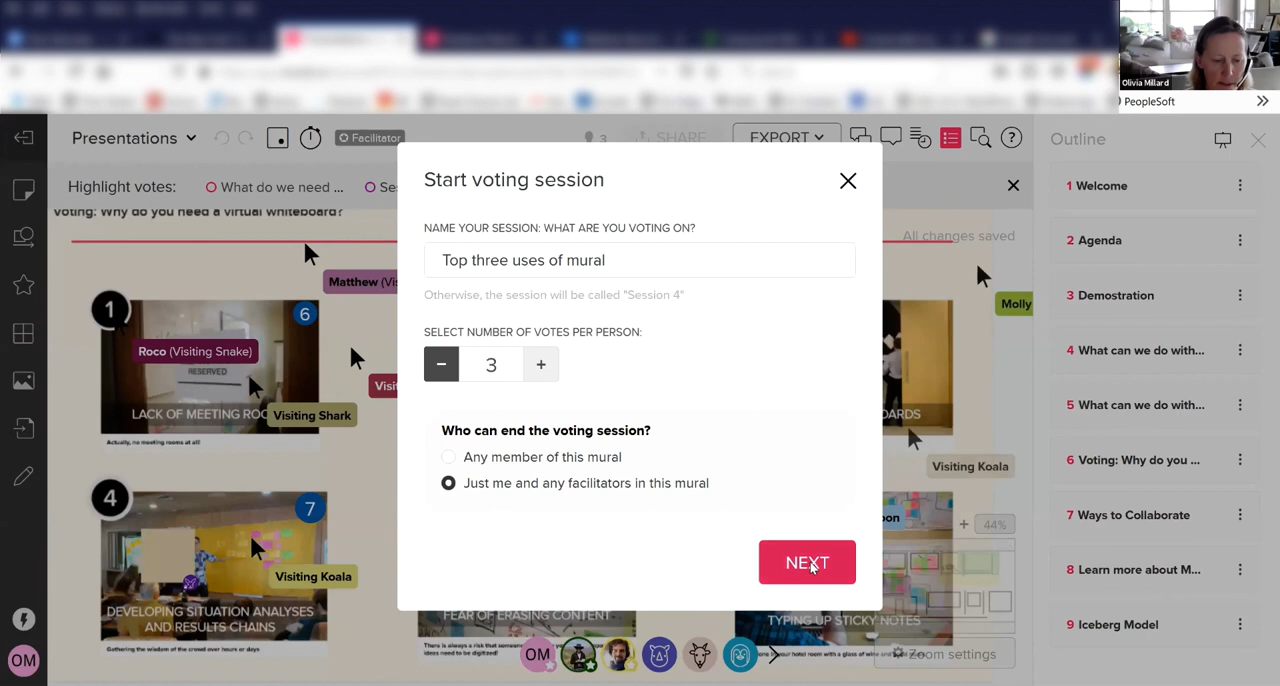 Olivia Millard
PeopleSoft
Presentations
Facilitator
3
SHARE
EXPORT
Outline
Highlight votes:
What do we need ...
Voting: Why do you need a virtual whiteboard?
All changes saved
Start voting session
NAME YOUR SESSION: WHAT ARE YOU VOTING ON?
Top three uses of mural
Otherwise, the session will be called "Session 4"
SELECT NUMBER OF VOTES PER PERSON:
−
3
+
Who can end the voting session?
Any member of this mural
Just me and any facilitators in this mural
NEXT
Matthew
Molly
1
6
Roco (Visiting Snake)
RESERVED
LACK OF MEETING
Visiting Shark
Actually, no meeting rooms at all!
Visiting Koala
4
7
Visiting Koala
DEVELOPING SITUATION ANALYSES
AND RESULTS CHAINS
Gathering the wisdom of the crowd over hours or days
FEAR OF ERASING CONTENT
TYPING UP STICKY NOTES
OM
OM
+
44%
Zoom settings
1 Welcome
2 Agenda
3 Demostration
4 What can we do with...
5 What can we do with...
6 Voting: Why do you ...
7 Ways to Collaborate
8 Learn more about M...
9 Iceberg Model